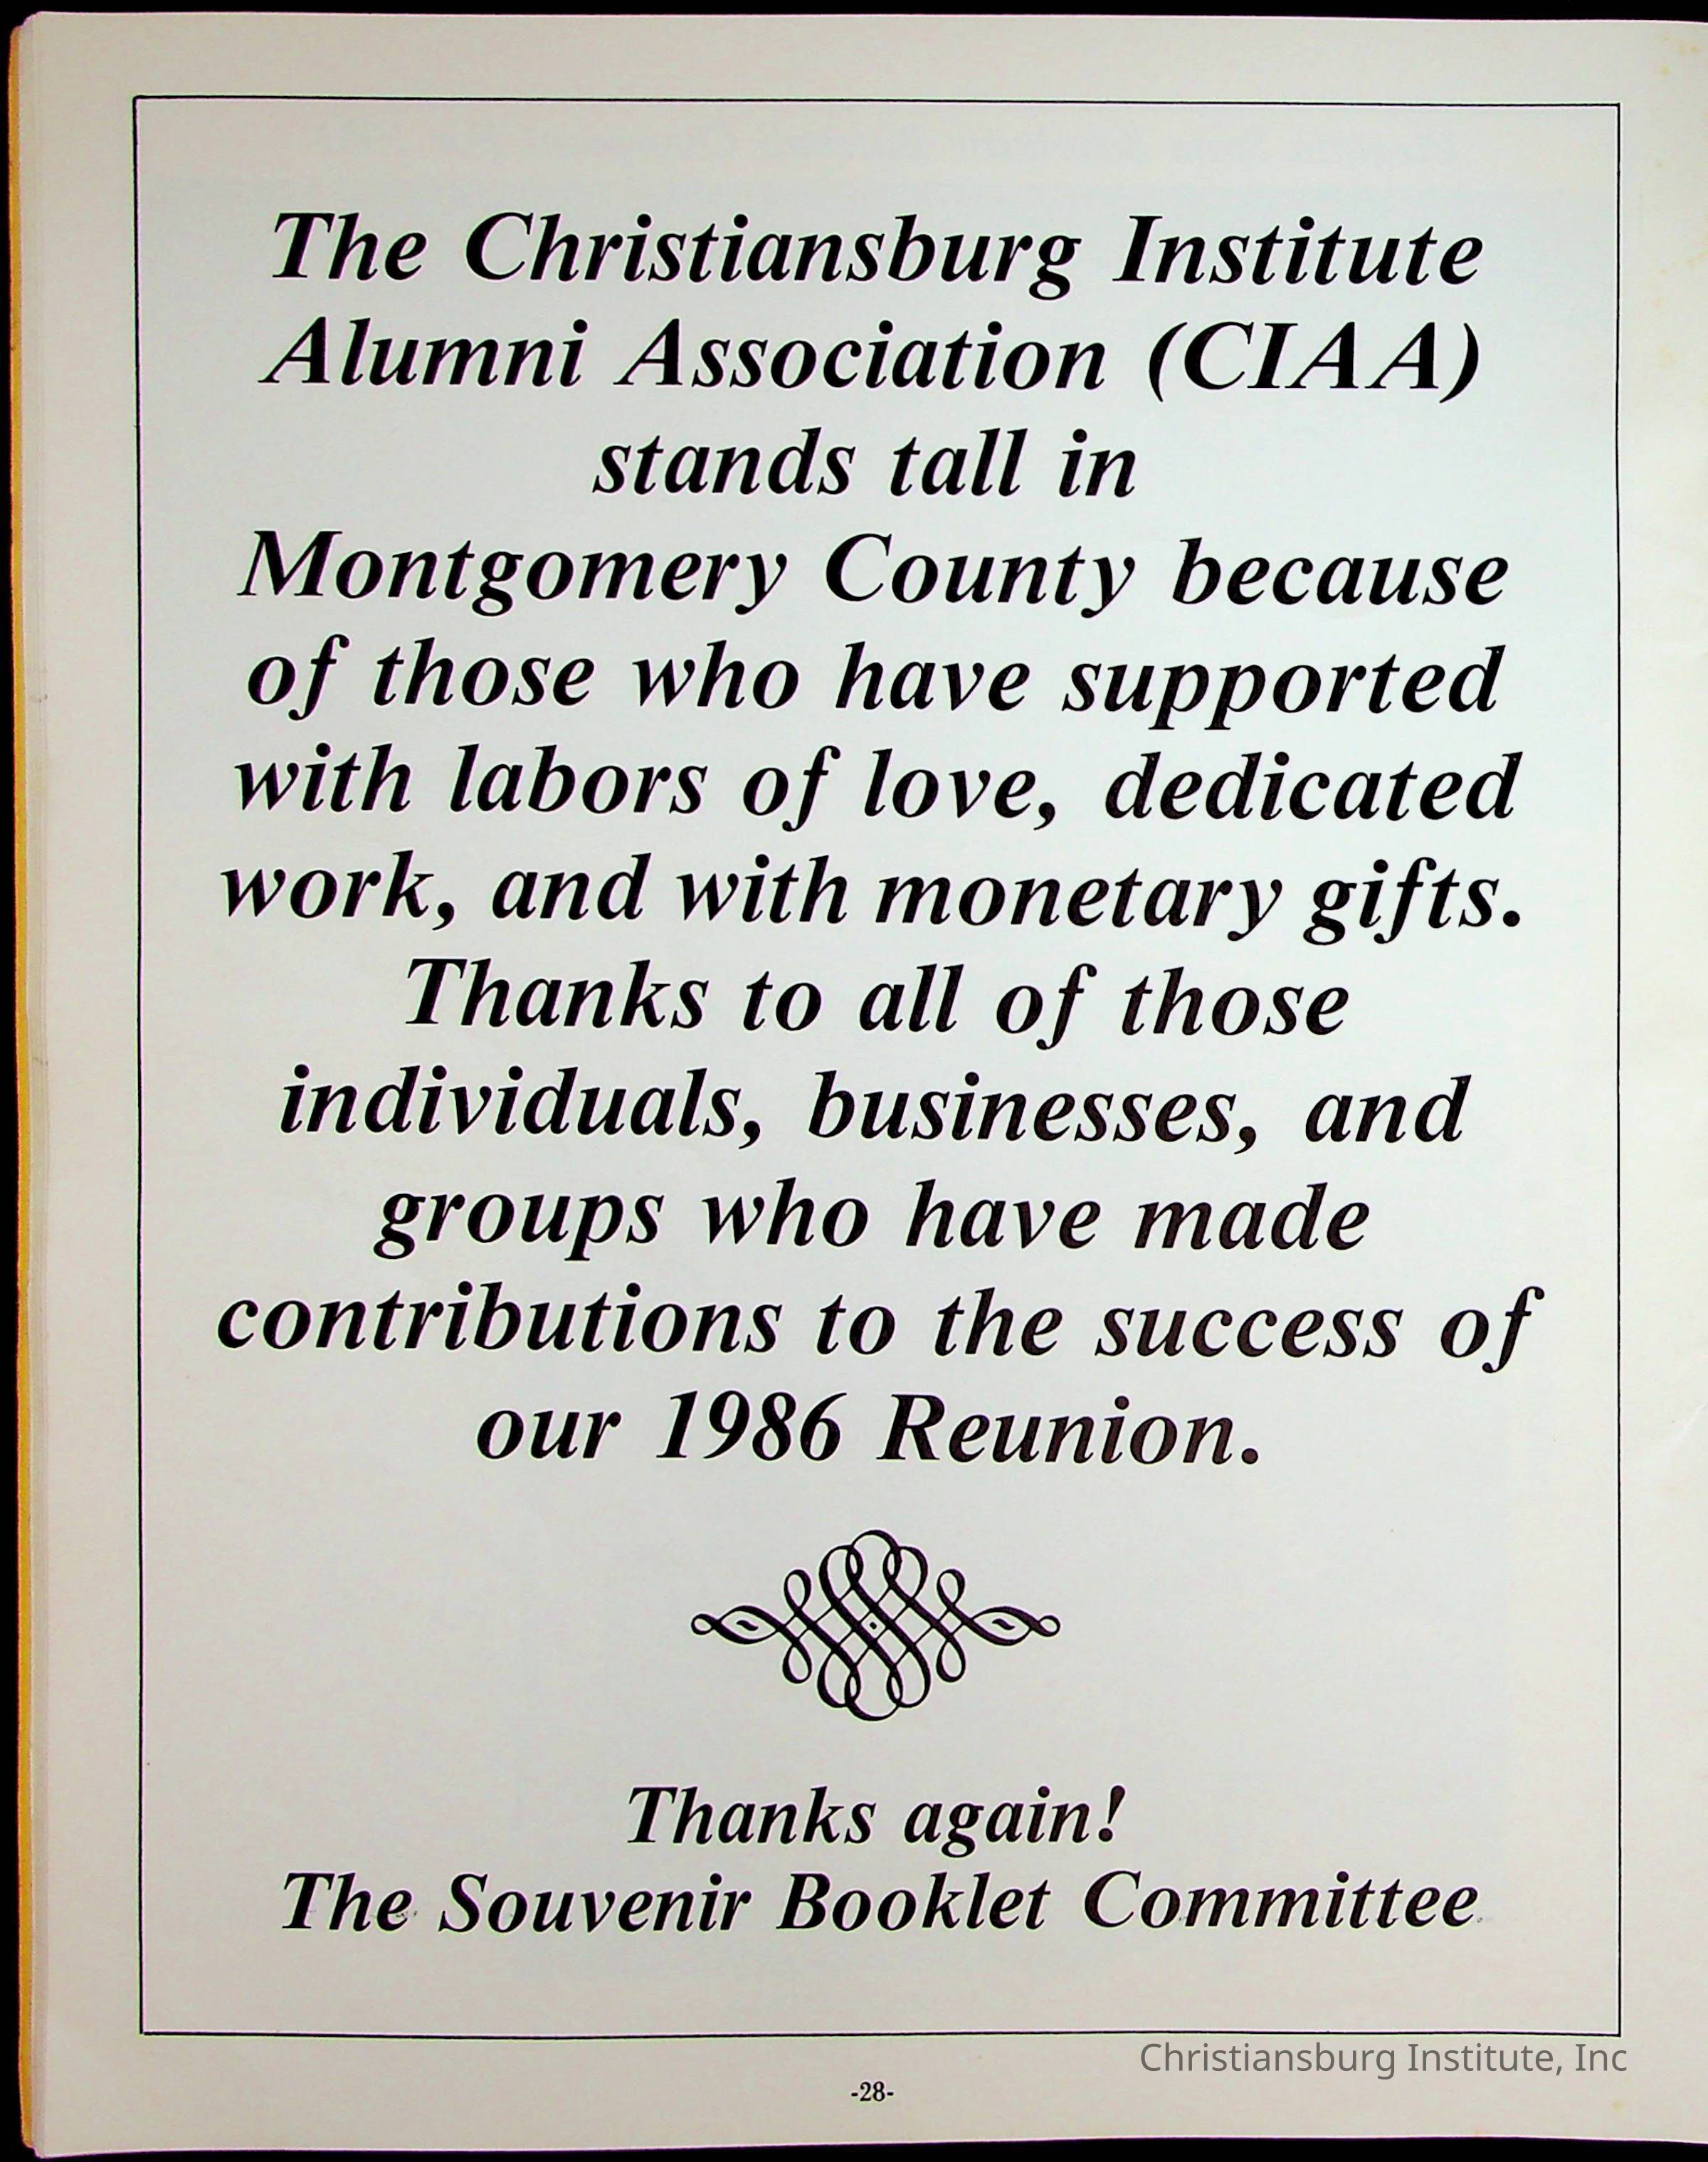 The Christiansburg Institute
Alumni Association (CIAA)
stands tall in
Montgomery County because
of those who have supported
with labors of love, dedicated
work, and with monetary gifts.
Thanks to all of those
individuals, businesses, and
groups who have made
contributions to the success of
our 1986 Reunion.
Thanks again!
The Souvenir Booklet Committee
Christiansburg Institute, Inc
-28-